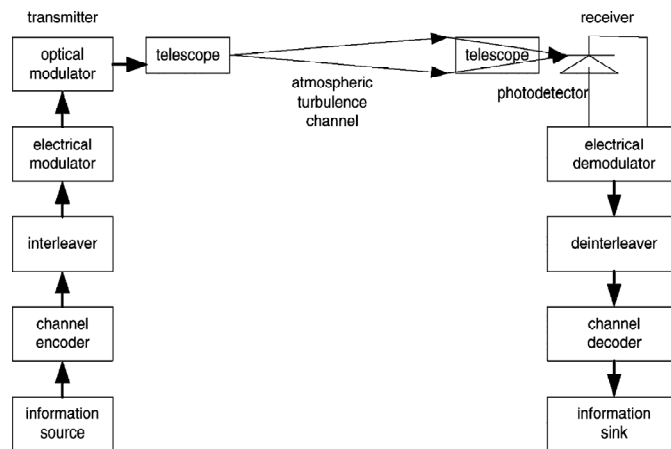 transmitter
optical
modulator
telescope
atmospheric
turbulence
channel
electrical
modulator
interleaver
channel
encoder
information
source
receiver
telescope
photodetector
electrical
demodulator
deinterleaver
channel
decoder
information
sink